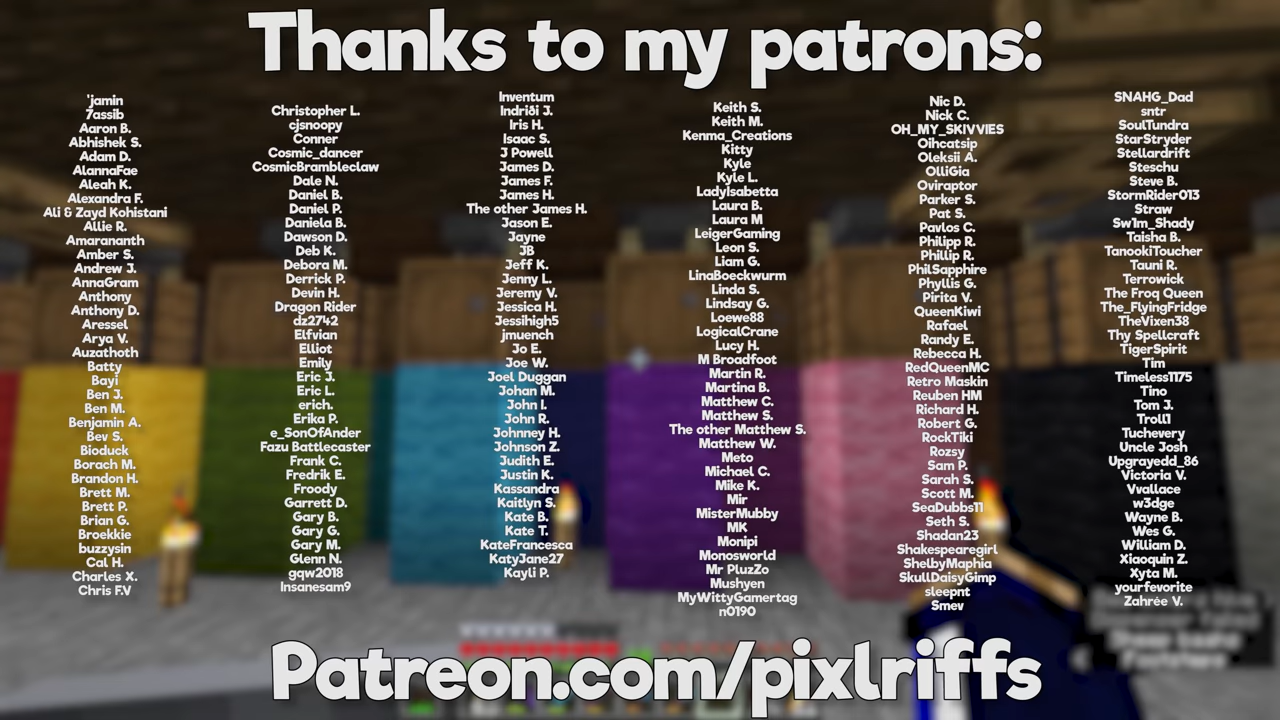 Thanks to my patrons:
'jamin
7assib
Aaron B.
Abhishek S.
Adam D.
AlannaFae
Aleah K.
Alexandra F.
Ali & Zayd Kohistani
Allie R.
Amarananth
Amber S.
Andrew J.
AnnaGram
Anthony
Anthony D.
Aressel
Arya V.
Auzathoth
Batty
Bayi
Ben J.
Ben M.
Benjamin A.
Bev S.
Bioduck
Borach M.
Brandon H.
Brett M.
Brett P.
Brian G.
Broekkie
buzzysin
Cal H.
Charles X.
Chris F.V
Christopher L.
cjsnoopy
Conner
Cosmic_dancer
CosmicBrambleclaw
Dale N.
Daniel B.
Daniel P.
Daniela B.
Dawson D.
Deb K.
Debora M.
Derrick P.
Devin H.
Dragon Rider
dz2742
Elfvian
Elliot
Emily
Eric J.
Eric L.
erich.
Erika P.
e_SonOfAnder
Fazu Battlecaster
Frank C.
Fredrik E.
Froody
Garrett D.
Gary B.
Gary G.
Gary M.
Glenn N.
gqw2018
Insanesam9
Inventum
Indriði J.
Iris H.
Isaac S.
J Powell
James D.
James F.
James H.
The other James H.
Jason E.
Jayne
JB
Jeff K.
Jenny L.
Jeremy V.
Jessica H.
Jessihigh5
jmuench
Jo E.
Joe W.
Joel Duggan
Johan M.
John I.
John R.
Johnney H.
Johnson Z.
Judith E.
Justin K.
Kassandra
Kaitlyn S.
Kate B.
Kate T.
KateFrancesca
KatyJane27
Kayli P.
Keith S.
Keith M.
Kenma_Creations
Kitty
Kyle
Kyle L.
LadyIsabetta
Laura B.
Laura M
LeigerGaming
Leon S.
Liam G.
LinaBoeckwurm
Linda S.
Lindsay G.
Loewe88
LogicalCrane
Lucy H.
M Broadfoot
Martin R.
Martina B.
Matthew C.
Matthew S.
The other Matthew S.
Matthew W.
Meto
Michael C.
Mike K.
Mir
MisterMubby
MK
Monipi
Monosworld
Mr PluzZo
Mushyen
MyWittyGamertag
n0190
Nic D.
Nick C.
OH_MY_SKIVVIES
Oihcatsip
Oleksii A.
OlliGia
Oviraptor
Parker S.
Pat S.
Pavlos C.
Philipp R.
Phillip R.
PhilSapphire
Phyllis G.
Pirita V.
QueenKiwi
Rafael
Randy E.
Rebecca H.
RedQueenMC
Retro Maskin
Reuben HM
Richard H.
Robert G.
RockTiki
Rozsy
Sam P.
Sarah S.
Scott M.
SeaDubbs11
Seth S.
Shadan23
Shakespearegirl
ShelbyMaphia
SkullDaisyGimp
sleepnt
Smev
SNAHG_Dad
sntr
SoulTundra
StarStryder
Stellardrift
Steschu
Steve B.
StormRider013
Straw
Sw1m_Shady
Taisha B.
TanookiToucher
Tauni R.
Terrowick
The Froq Queen
The_FlyingFridge
TheVixen38
Thy Spellcraft
TigerSpirit
Tim
Timeless1175
Tino
Tom J.
Troll1
Tuchevery
Uncle Josh
Upgrayedd_86
Victoria V.
Vvallace
w3dge
Wayne B.
Wes G.
William D.
Xiaoquin Z.
Xyta M.
yourfevorite
Zahrée V.
Patreon.com/pixlriffs